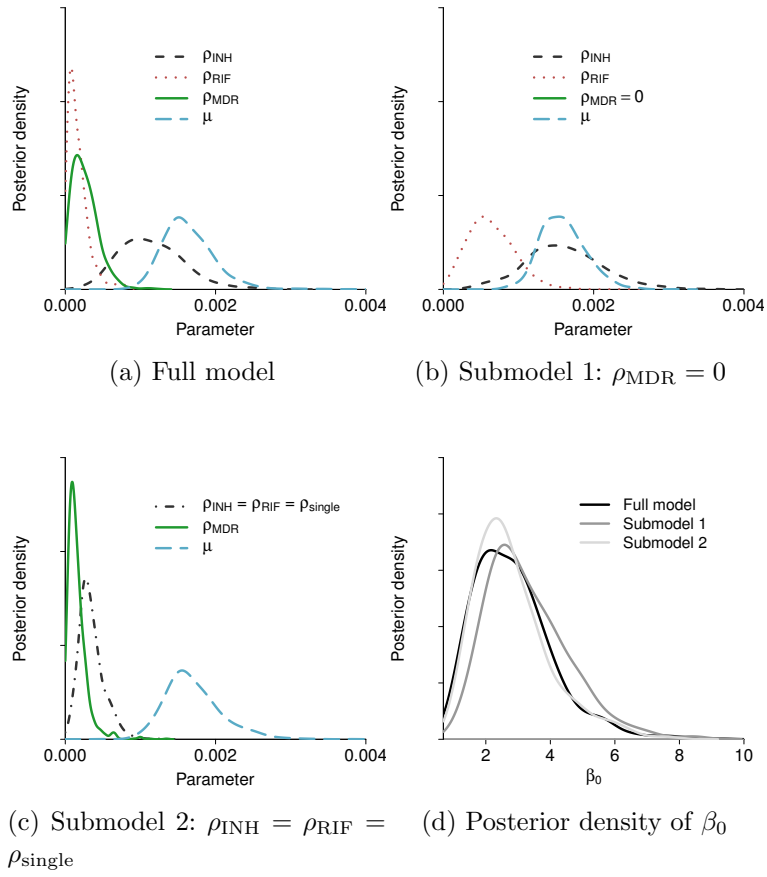 Posterior density
ρINH
ρRIF
ρMDR
μ
0.000
0.002
0.004
Parameter
(a) Full model
Posterior density
ρINH
ρRIF
ρMDR = 0
μ
0.000
0.002
0.004
Parameter
(b) Submodel 1: ρMDR = 0
Posterior density
ρINH = ρRIF = ρsingle
ρMDR
μ
0.000
0.002
0.004
Parameter
(c) Submodel 2: ρINH = ρRIF =
ρsingle
Posterior density
Full model
Submodel 1
Submodel 2
2
4
6
8
10
β0
(d) Posterior density of β0